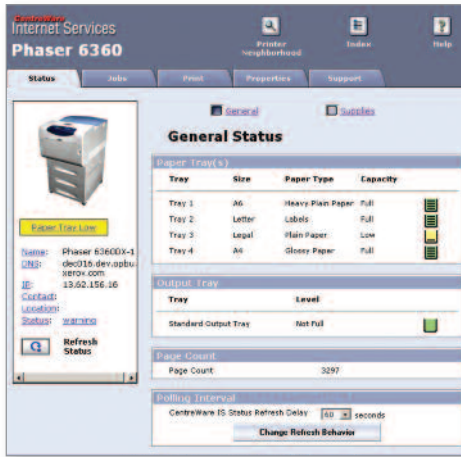 CentreWare
Internet Services
Phaser 6360
Printer Neighborhood
Index
Help
Status
Jobs
Print
Properties
Support
General
Supplies
General Status
Paper Tray Low
Name: Phaser 6360DX-1
DNS: dec016.dev.opbu.xerox.com
IP: 13.62.156.16
Contact:
Location:
Status: warning
Refresh Status
Paper Tray(s)
Tray Size Paper Type Capacity
Tray 1 A6 Heavy Plain Paper Full
Tray 2 Letter Labels Full
Tray 3 Legal Plain Paper Low
Tray 4 A4 Glossy Paper Full
Output Tray
Tray Level
Standard Output Tray Not Full
Page Count
Page Count 3297
Polling Interval
CentreWare IS Status Refresh Delay 60 seconds
Change Refresh Behavior